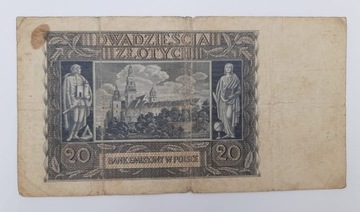 DWADZIEŚCIA
ZŁOTYCH
20
BANK EMISYJNY W POLSCE
20